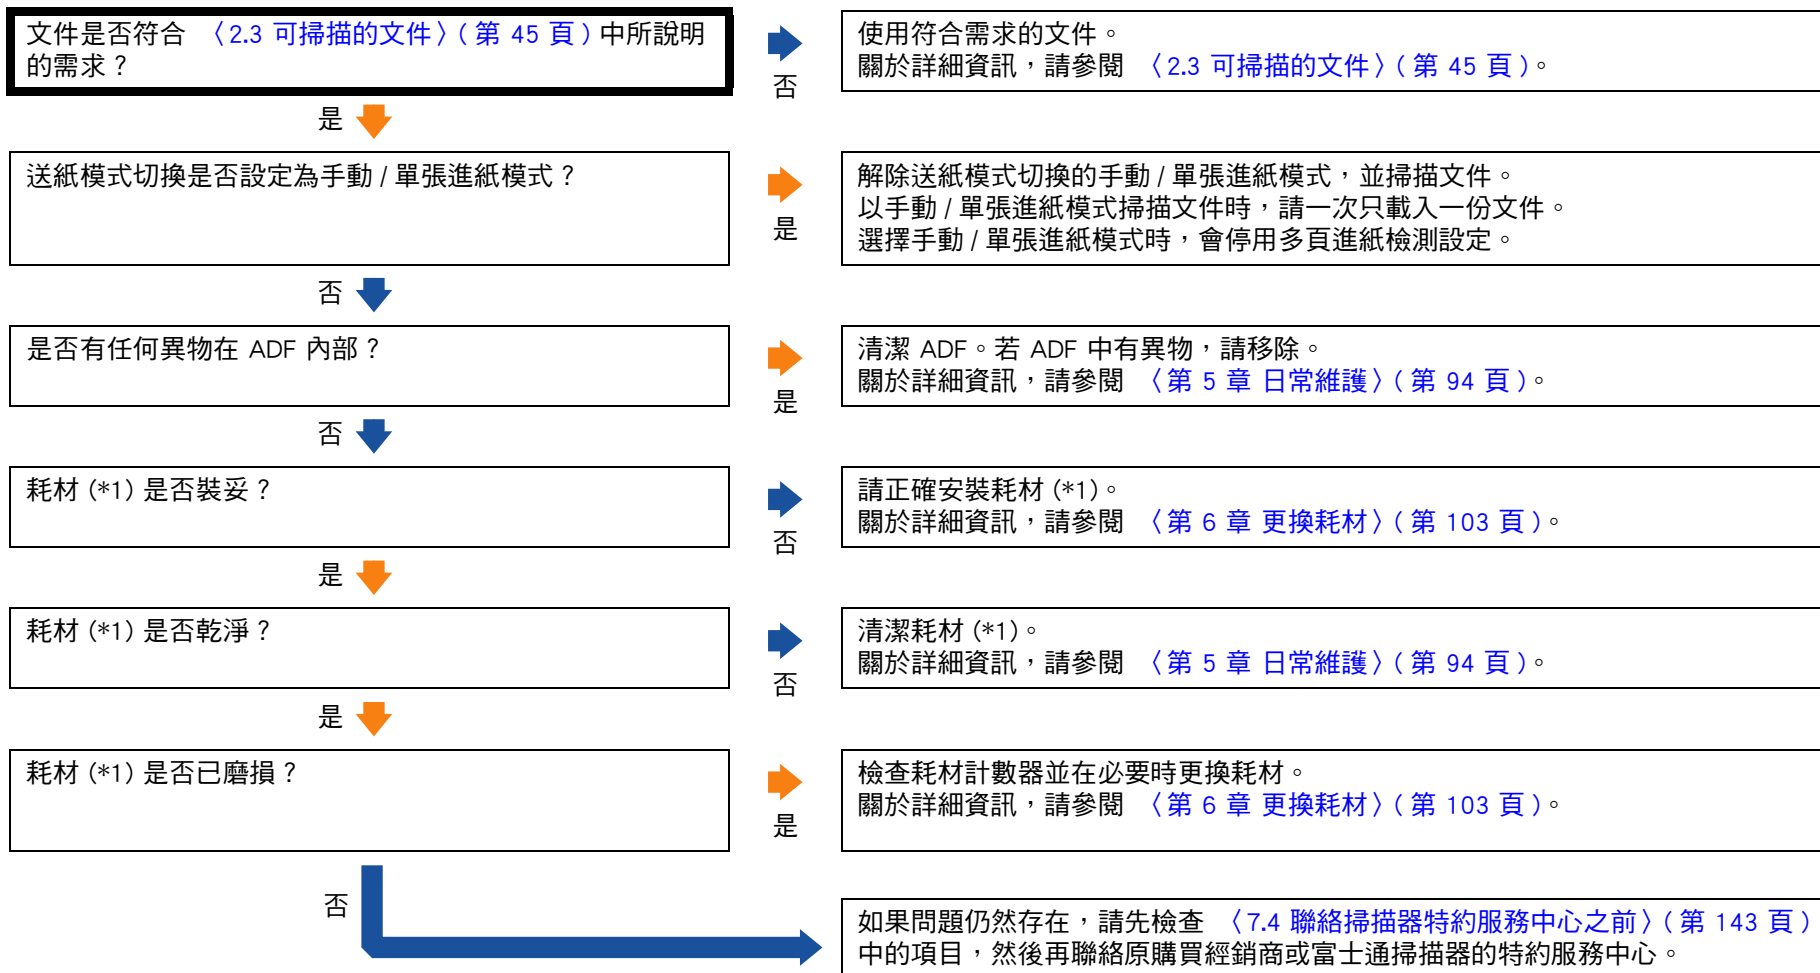 文件是否符合 〈2.3 可掃描的文件〉( 第 45 頁 ) 中所說明
的需求？
否
使用符合需求的文件。
關於詳細資訊，請參閱 〈2.3 可掃描的文件〉( 第 45 頁 )。
是
送紙模式切換是否設定為手動 / 單張進紙模式？
是
解除送紙模式切換的手動 / 單張進紙模式，並掃描文件。
以手動 / 單張進紙模式掃描文件時，請一次只載入一份文件。
選擇手動 / 單張進紙模式時，會停用多頁進紙檢測設定。
否
是否有任何異物在 ADF 內部？
是
清潔 ADF。若 ADF 中有異物，請移除。
關於詳細資訊，請參閱 〈第 5 章 日常維護〉( 第 94 頁 )。
否
耗材 (*1) 是否裝妥？
否
請正確安裝耗材 (*1)。
關於詳細資訊，請參閱 〈第 6 章 更換耗材〉( 第 103 頁 )。
是
耗材 (*1) 是否乾淨？
否
清潔耗材 (*1)。
關於詳細資訊，請參閱 〈第 5 章 日常維護〉( 第 94 頁 )。
是
耗材 (*1) 是否已磨損？
是
檢查耗材計數器並在必要時更換耗材。
關於詳細資訊，請參閱 〈第 6 章 更換耗材〉( 第 103 頁 )。
否
如果問題仍然存在，請先檢查 〈7.4 聯絡掃描器特約服務中心之前〉( 第 143 頁 )
中的項目，然後再聯絡原購買經銷商或富士通掃描器的特約服務中心。